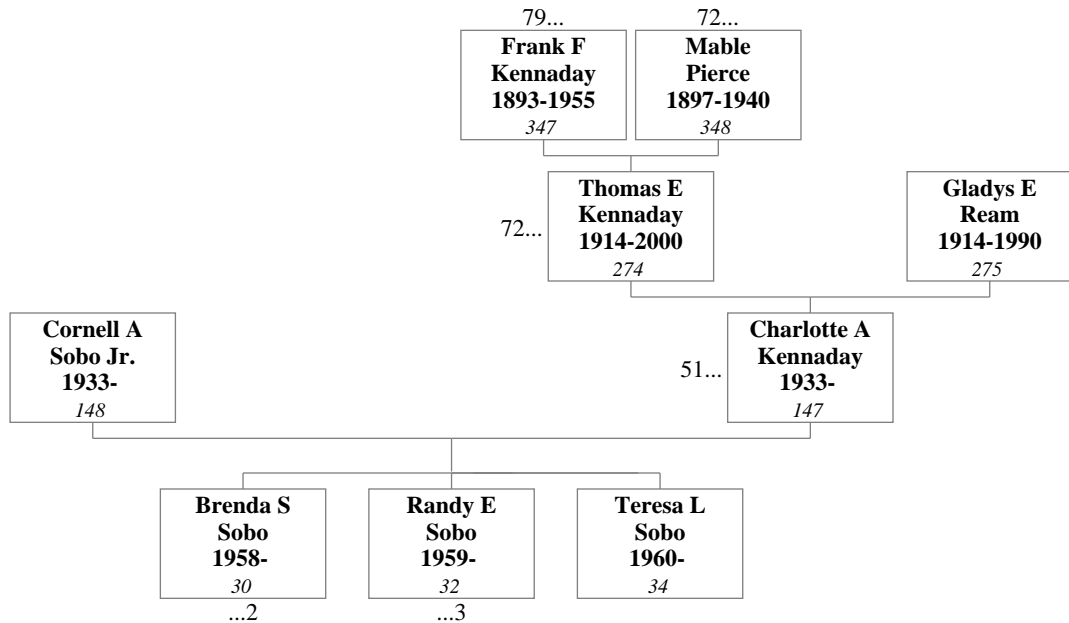 79...
Frank F
Kennaday
1893-1955
347
72...
Mable
Pierce
1897-1940
348
72...
Thomas E
Kennaday
1914-2000
274
Gladys E
Ream
1914-1990
275
Cornell A
Sobo Jr.
1933-
148
51...
Charlotte A
Kennaday
1933-
147
Brenda S
Sobo
1958-
30
...2
Randy E
Sobo
1959-
32
...3
Teresa L
Sobo
1960-
34